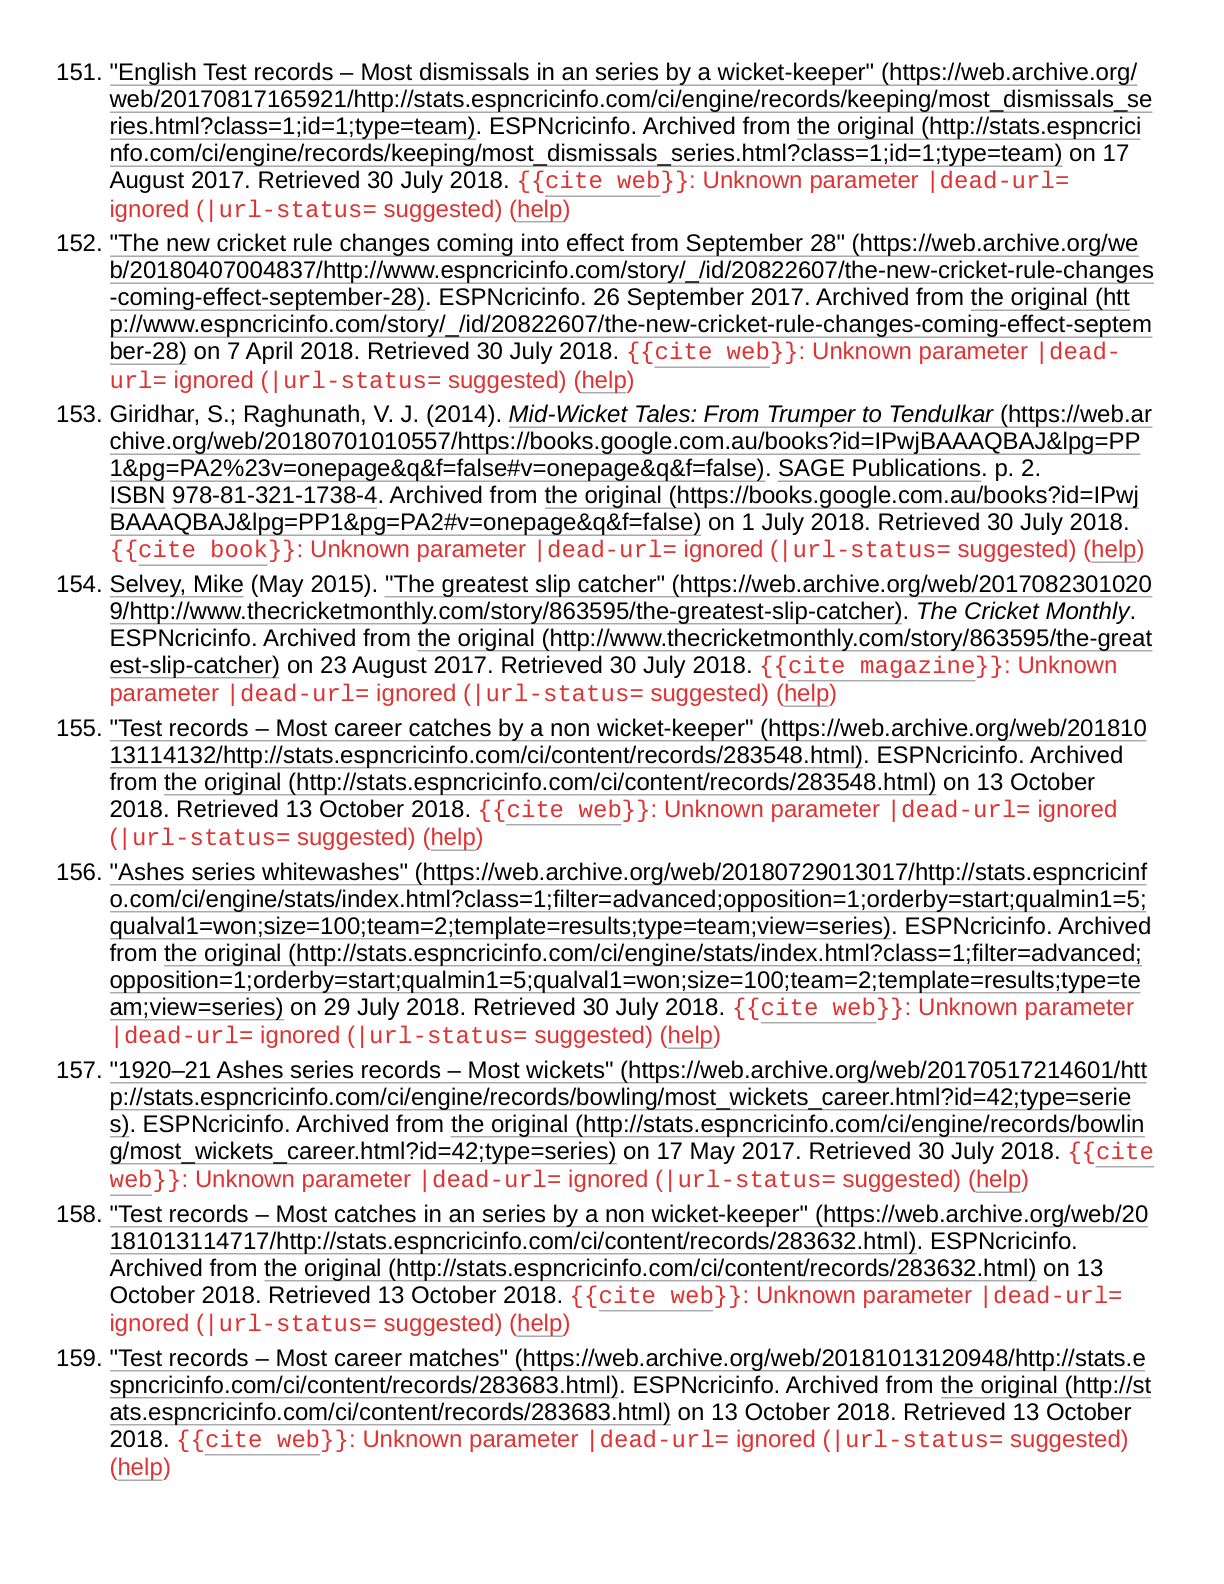 151. "English Test records – Most dismissals in an series by a wicket-keeper" (https://web.archive.org/
web/20170817165921/http://stats.espncricinfo.com/ci/engine/records/keeping/most_dismissals_se
ries.html?class=1;id=1;type=team). ESPNcricinfo. Archived from the original (http://stats.espncrici
nfo.com/ci/engine/records/keeping/most_dismissals_series.html?class=1;id=1;type=team) on 17
August 2017. Retrieved 30 July 2018. {{cite web}}: Unknown parameter |dead-url=
ignored (|url-status= suggested) (help)
152. "The new cricket rule changes coming into effect from September 28" (https://web.archive.org/we
b/20180407004837/http://www.espncricinfo.com/story/_/id/20822607/the-new-cricket-rule-changes
-coming-effect-september-28). ESPNcricinfo. 26 September 2017. Archived from the original (htt
p://www.espncricinfo.com/story/_/id/20822607/the-new-cricket-rule-changes-coming-effect-septem
ber-28) on 7 April 2018. Retrieved 30 July 2018. {{cite web}}: Unknown parameter |dead-
url= ignored (|url-status= suggested) (help)
153. Giridhar, S.; Raghunath, V. J. (2014). Mid-Wicket Tales: From Trumper to Tendulkar (https://web.ar
chive.org/web/20180701010557/https://books.google.com.au/books?id=IPwjBAAAQBAJ&lpg=PP
1&pg=PA2%23v=onepage&q&f=false#v=onepage&q&f=false). SAGE Publications. p. 2.
ISBN 978-81-321-1738-4. Archived from the original (https://books.google.com.au/books?id=IPwj
BAAAQBAJ&lpg=PP1&pg=PA2#v=onepage&q&f=false) on 1 July 2018. Retrieved 30 July 2018.
{{cite book}}: Unknown parameter |dead-url= ignored (|url-status= suggested) (help)
154. Selvey, Mike (May 2015). "The greatest slip catcher" (https://web.archive.org/web/2017082301020
9/http://www.thecricketmonthly.com/story/863595/the-greatest-slip-catcher). The Cricket Monthly.
ESPNcricinfo. Archived from the original (http://www.thecricketmonthly.com/story/863595/the-great
est-slip-catcher) on 23 August 2017. Retrieved 30 July 2018. {{cite magazine}}: Unknown
parameter |dead-url= ignored (|url-status= suggested) (help)
155. "Test records – Most career catches by a non wicket-keeper" (https://web.archive.org/web/201810
13114132/http://stats.espncricinfo.com/ci/content/records/283548.html). ESPNcricinfo. Archived
from the original (http://stats.espncricinfo.com/ci/content/records/283548.html) on 13 October
2018. Retrieved 13 October 2018. {{cite web}}: Unknown parameter |dead-url= ignored
(|url-status= suggested) (help)
156. "Ashes series whitewashes" (https://web.archive.org/web/20180729013017/http://stats.espncricinf
o.com/ci/engine/stats/index.html?class=1;filter=advanced;opposition=1;orderby=start;qualmin1=5;
qualval1=won;size=100;team=2;template=results;type=team;view=series). ESPNcricinfo. Archived
from the original (http://stats.espncricinfo.com/ci/engine/stats/index.html?class=1;filter=advanced;
opposition=1;orderby=start;qualmin1=5;qualval1=won;size=100;team=2;template=results;type=te
am;view=series) on 29 July 2018. Retrieved 30 July 2018. {{cite web}}: Unknown parameter
|dead-url= ignored (|url-status= suggested) (help)
157. "1920–21 Ashes series records – Most wickets" (https://web.archive.org/web/20170517214601/htt
p://stats.espncricinfo.com/ci/engine/records/bowling/most_wickets_career.html?id=42;type=serie
s). ESPNcricinfo. Archived from the original (http://stats.espncricinfo.com/ci/engine/records/bowlin
g/most_wickets_career.html?id=42;type=series) on 17 May 2017. Retrieved 30 July 2018. {{cite
web}}: Unknown parameter |dead-url= ignored (|url-status= suggested) (help)
158. "Test records – Most catches in an series by a non wicket-keeper" (https://web.archive.org/web/20
181013114717/http://stats.espncricinfo.com/ci/content/records/283632.html). ESPNcricinfo.
Archived from the original (http://stats.espncricinfo.com/ci/content/records/283632.html) on 13
October 2018. Retrieved 13 October 2018. {{cite web}}: Unknown parameter |dead-url=
ignored (|url-status= suggested) (help)
159. "Test records – Most career matches" (https://web.archive.org/web/20181013120948/http://stats.e
spncricinfo.com/ci/content/records/283683.html). ESPNcricinfo. Archived from the original (http://st
ats.espncricinfo.com/ci/content/records/283683.html) on 13 October 2018. Retrieved 13 October
2018. {{cite web}}: Unknown parameter |dead-url= ignored (|url-status= suggested)
(help)